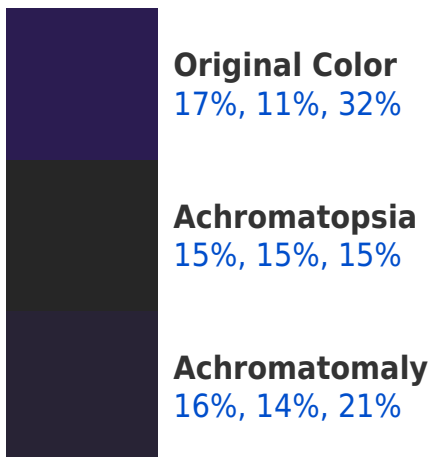 Original Color
17%, 11%, 32%
Achromatopsia
15%, 15%, 15%
Achromatomaly
16%, 14%, 21%